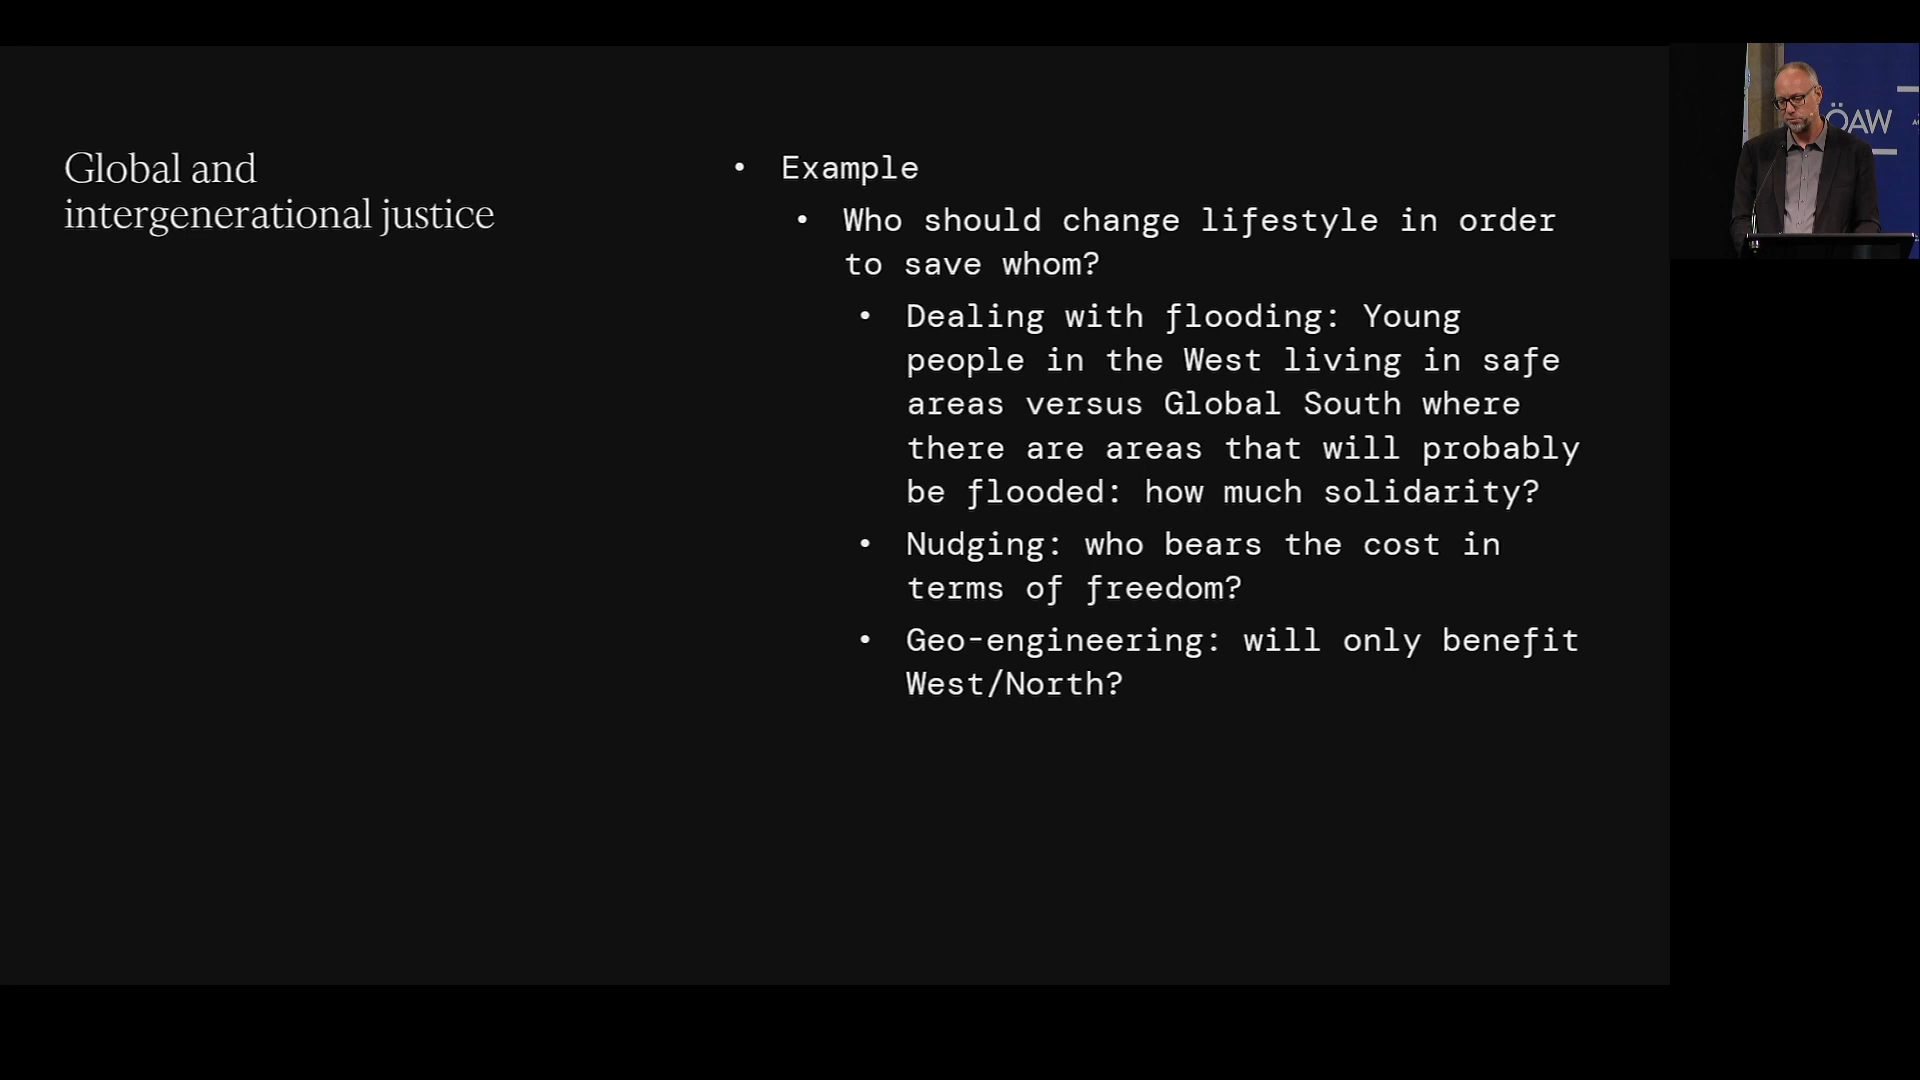 Global and
intergenerational justice
• Example
• Who should change lifestyle in order
to save whom?
• Dealing with flooding: Young
people in the West living in safe
areas versus Global South where
there are areas that will probably
be flooded: how much solidarity?
• Nudging: who bears the cost in
terms of freedom?
• Geo-engineering: will only benefit
West/North?
ÖAW